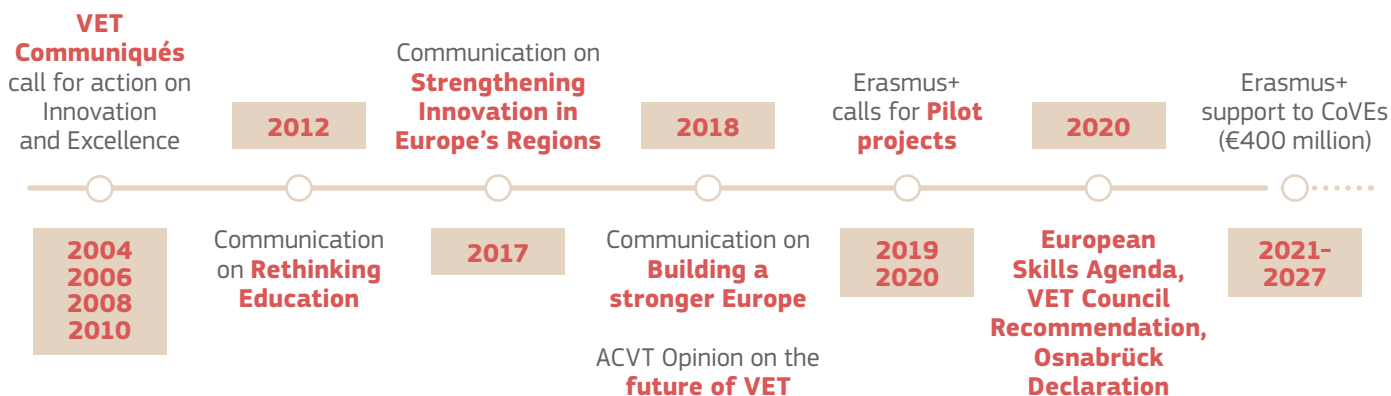 VET
Communiqués
call for action on
Innovation
and Excellence
2004
2006
2008
2010
2012
Communication
on Rethinking
Education
Communication on
Strengthening
Innovation in
Europe's Regions
2017
2018
Communication on
Building a
stronger Europe
ACVT Opinion on the
future of VET
Erasmus+
calls for Pilot
projects
2019
2020
2020
European
Skills Agenda,
VET Council
Recommendation,
Osnabrück
Declaration
Erasmus+
support to CoVEs
(€400 million)
2021–
2027